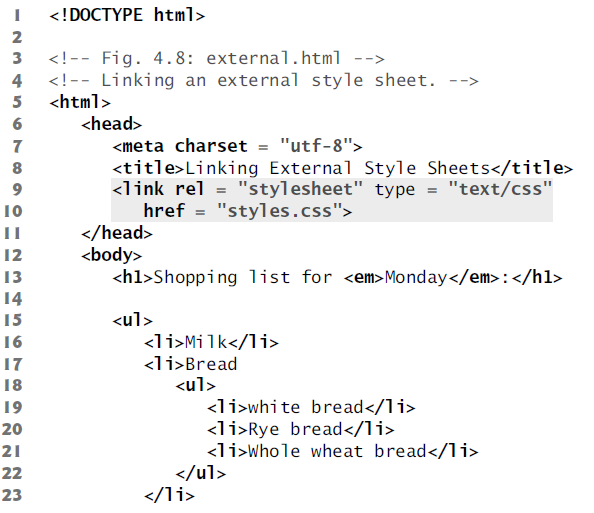 1 <!DOCTYPE html>
2
3 <!-- Fig. 4.8: external.html -->
4 <!-- Linking an external style sheet. -->
5 <html>
6 <head>
7 <meta charset = "utf-8">
8 <title>Linking External Style Sheets</title>
9 <link rel = "stylesheet" type = "text/css"
10 href = "styles.css">
11 </head>
12 <body>
13 <h1>Shopping list for <em>Monday</em>:</h1>
14
15 <ul>
16 <li>Milk</li>
17 <li>Bread
18 <ul>
19 <li>white bread</li>
20 <li>Rye bread</li>
21 <li>Whole wheat bread</li>
22 </ul>
23 </li>